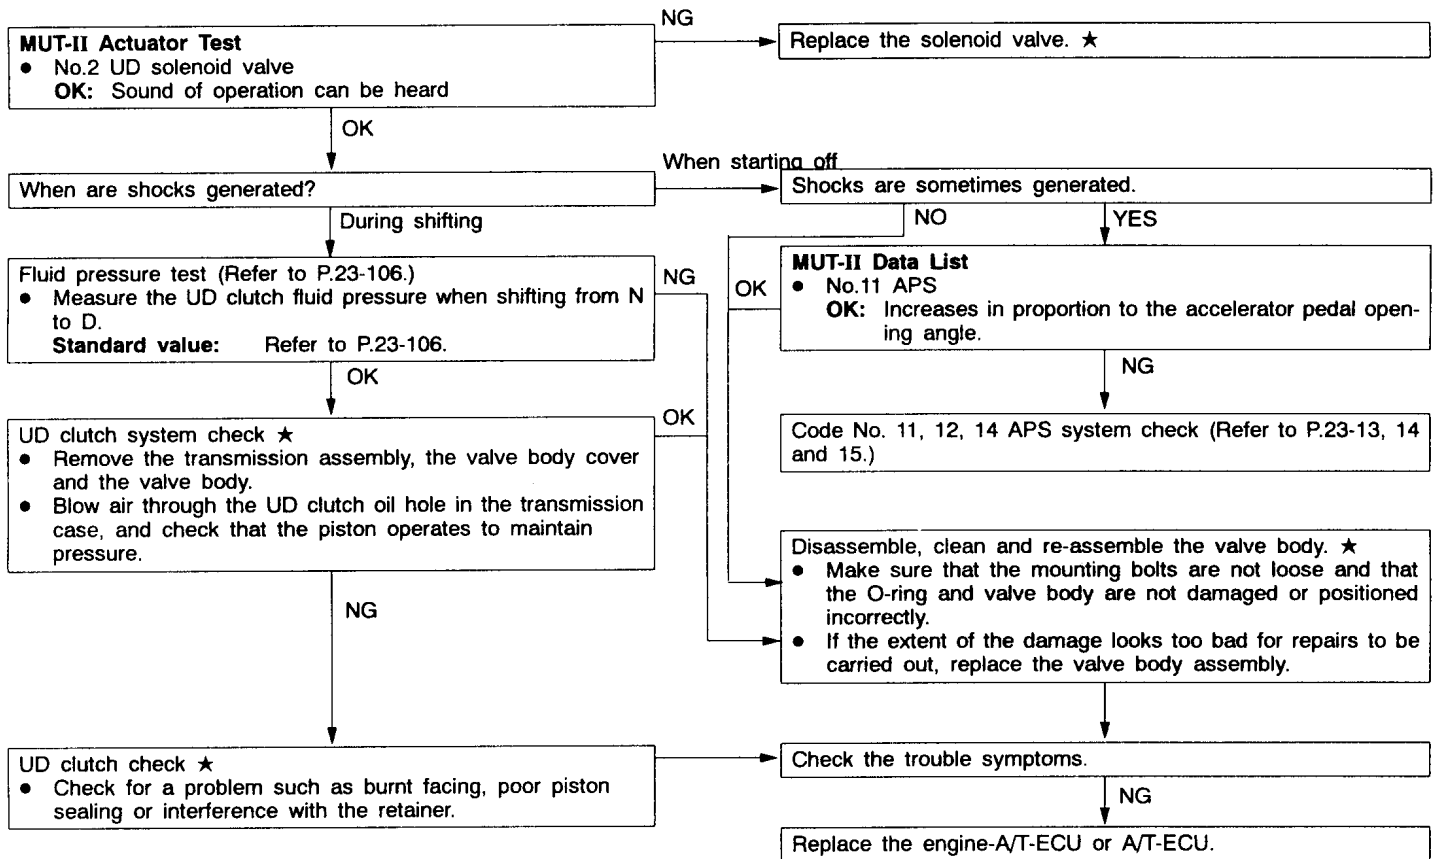 NG
MUT-II Actuator Test
● No.2 UD solenoid valve
OK: Sound of operation can be heard
Replace the solenoid valve. ★
OK
When starting off
When are shocks generated?
Shocks are sometimes generated.
During shifting
NO
YES
Fluid pressure test (Refer to P.23-106.)
● Measure the UD clutch fluid pressure when shifting from N
to D.
Standard value: Refer to P.23-106.
NG
OK
MUT-II Data List
● No.11 APS
OK: Increases in proportion to the accelerator pedal open-
ing angle.
OK
NG
UD clutch system check ★
● Remove the transmission assembly, the valve body cover
and the valve body.
● Blow air through the UD clutch oil hole in the transmission
case, and check that the piston operates to maintain
pressure.
OK
Code No. 11, 12, 14 APS system check (Refer to P.23-13, 14
and 15.)
Disassemble, clean and re-assemble the valve body. ★
● Make sure that the mounting bolts are not loose and that
the O-ring and valve body are not damaged or positioned
incorrectly.
● If the extent of the damage looks too bad for repairs to be
carried out, replace the valve body assembly.
NG
UD clutch check ★
● Check for a problem such as burnt facing, poor piston
sealing or interference with the retainer.
Check the trouble symptoms.
NG
Replace the engine-A/T-ECU or A/T-ECU.